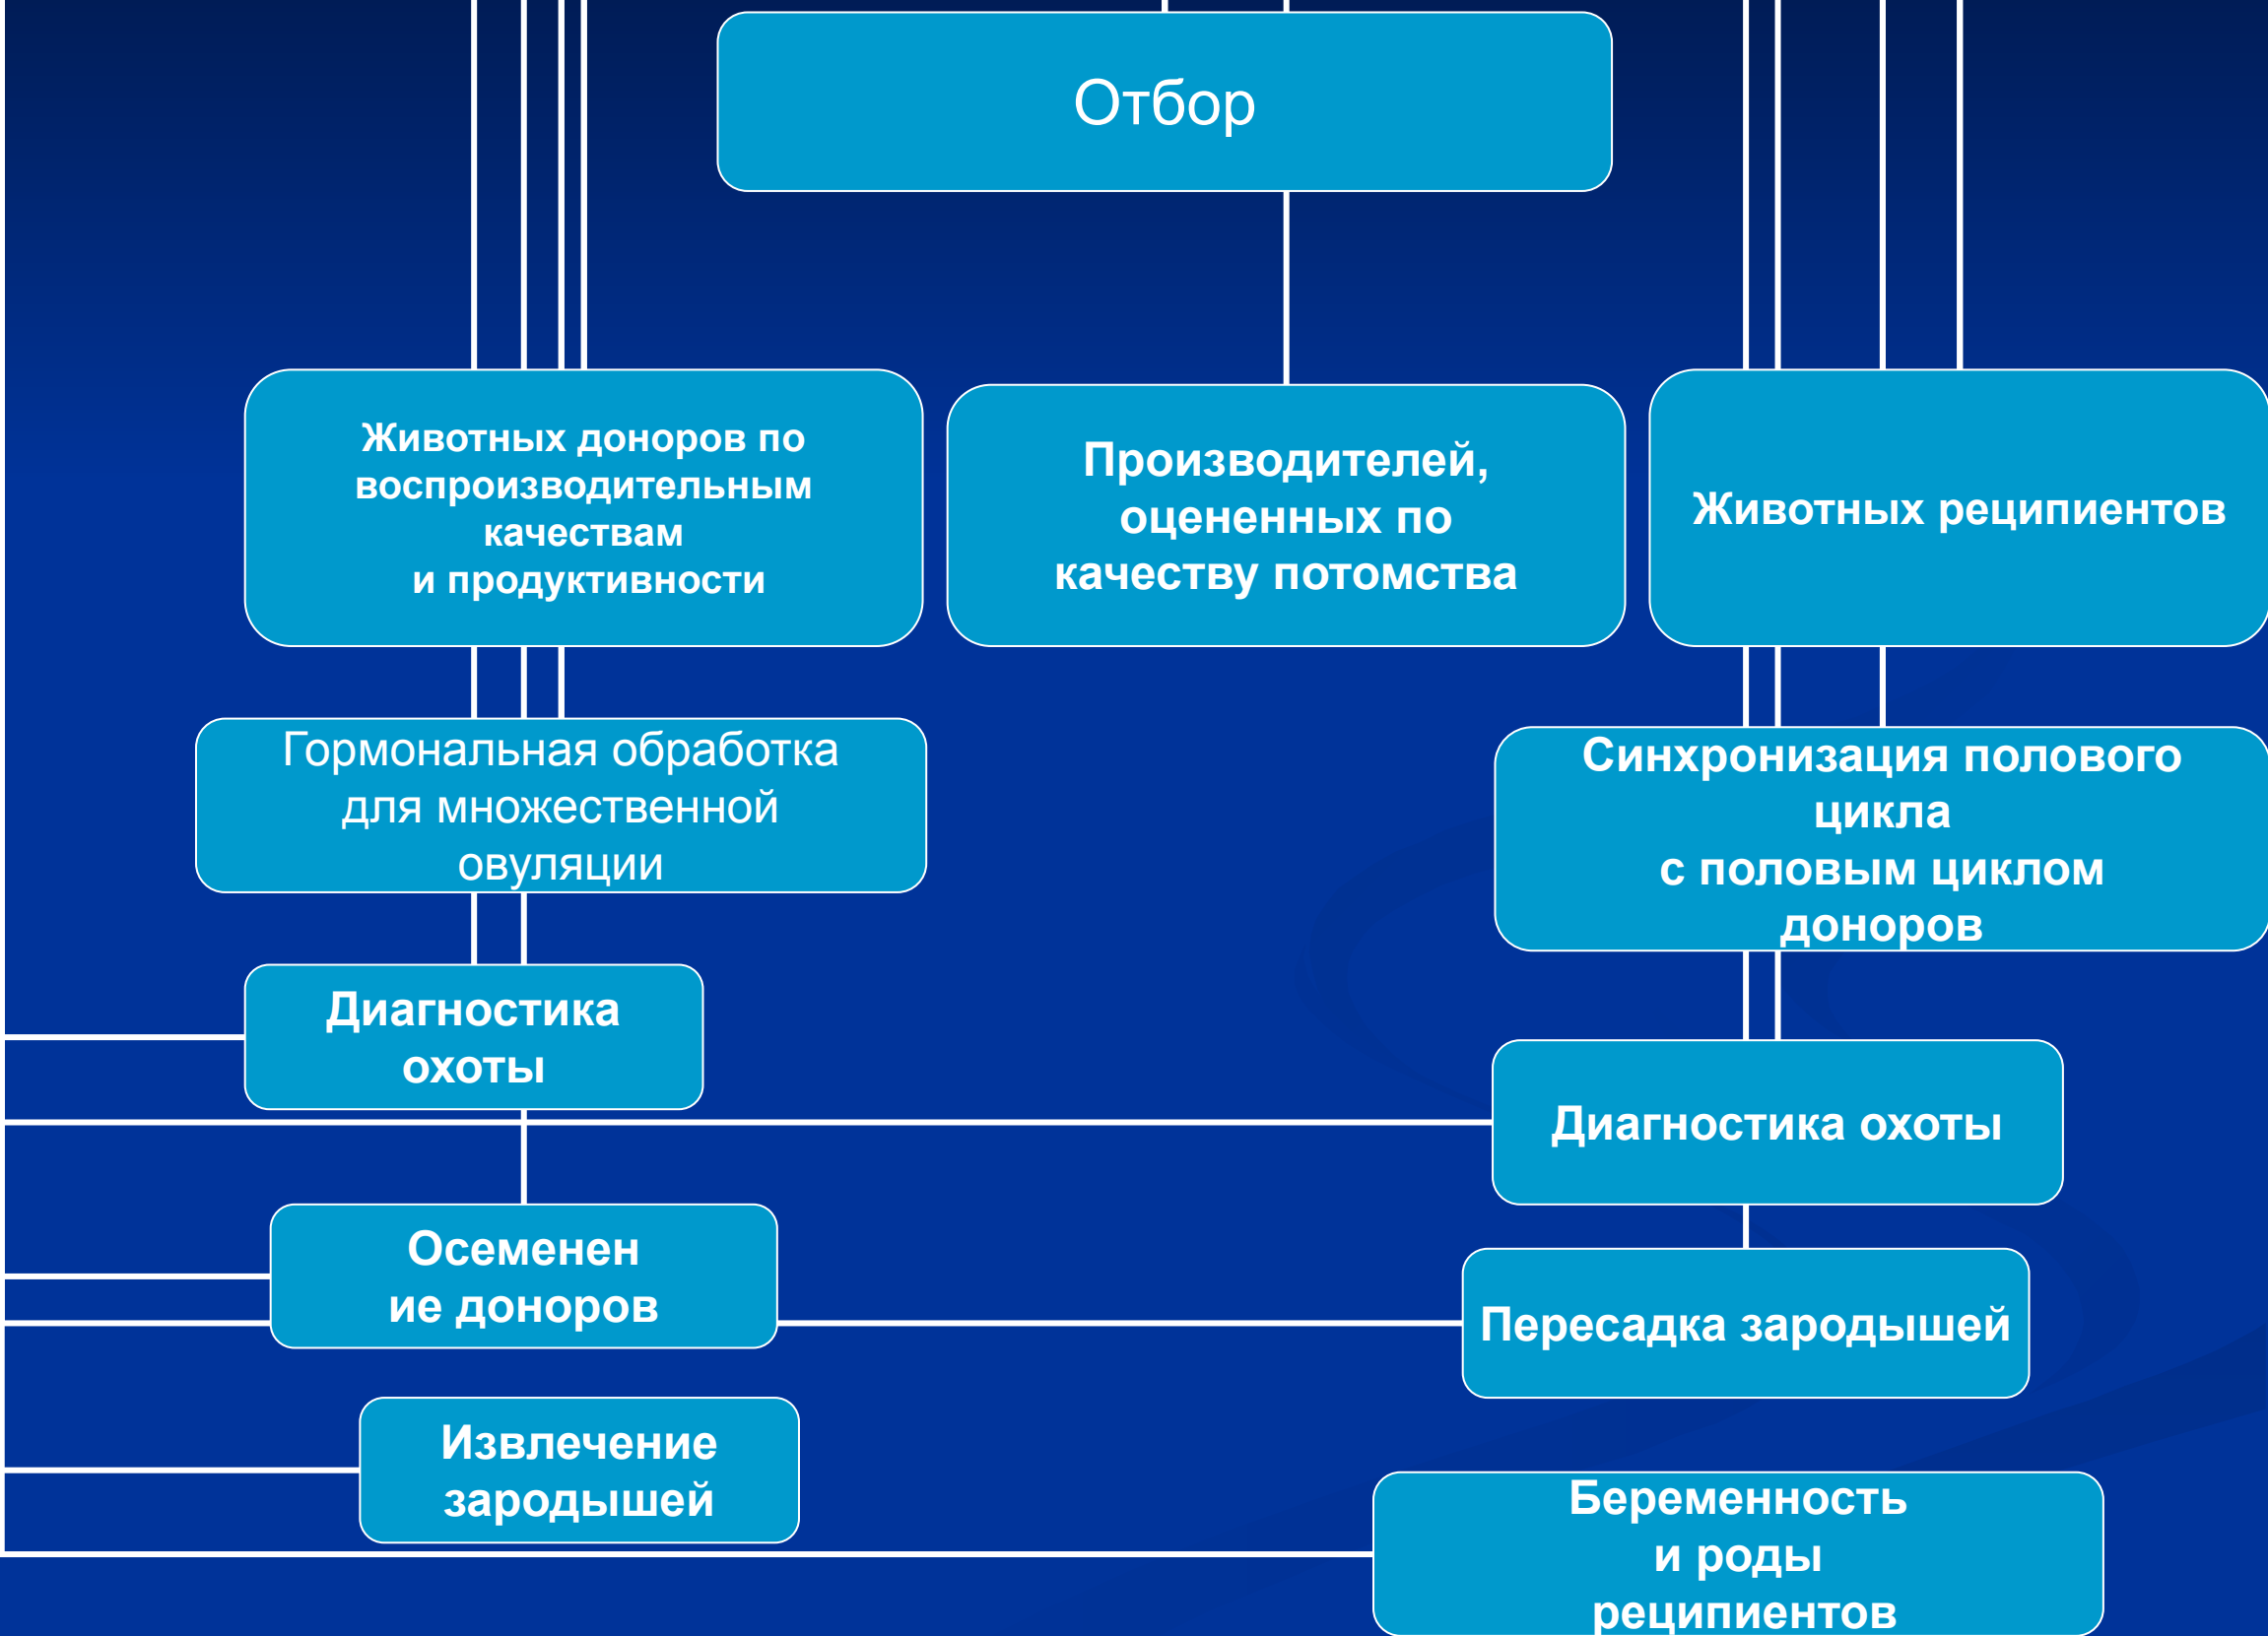 Отбор
Животных доноров по
воспроизводительным
качествам
и продуктивности
Производителей,
оцененных по
качеству потомства
Животных реципиентов
Гормональная обработка
для множественной
овуляции
Синхронизация полового
цикла
с половым циклом
доноров
Диагностика
охоты
Диагностика охоты
Осеменен
ие доноров
Пересадка зародышей
Извлечение
зародышей
Беременность
и роды
реципиентов